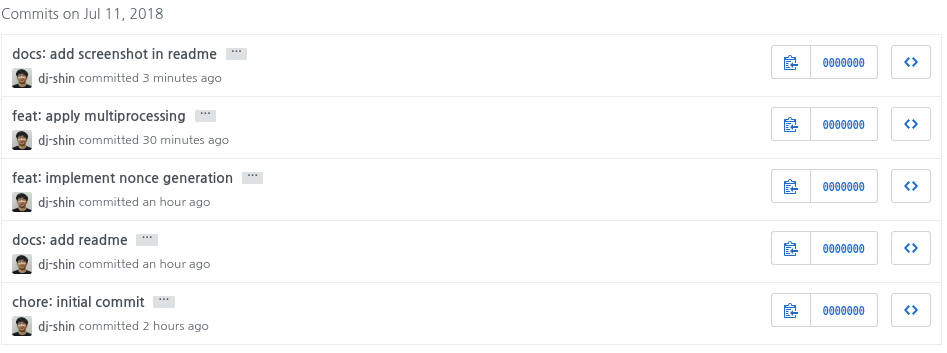 Commits on Jul 11, 2018
docs: add screenshot in readme ...
dj-shin committed 3 minutes ago
0000000
feat: apply multiprocessing ...
dj-shin committed 30 minutes ago
0000000
feat: implement nonce generation ...
dj-shin committed an hour ago
0000000
docs: add readme ...
dj-shin committed an hour ago
0000000
chore: initial commit ...
dj-shin committed 2 hours ago
0000000